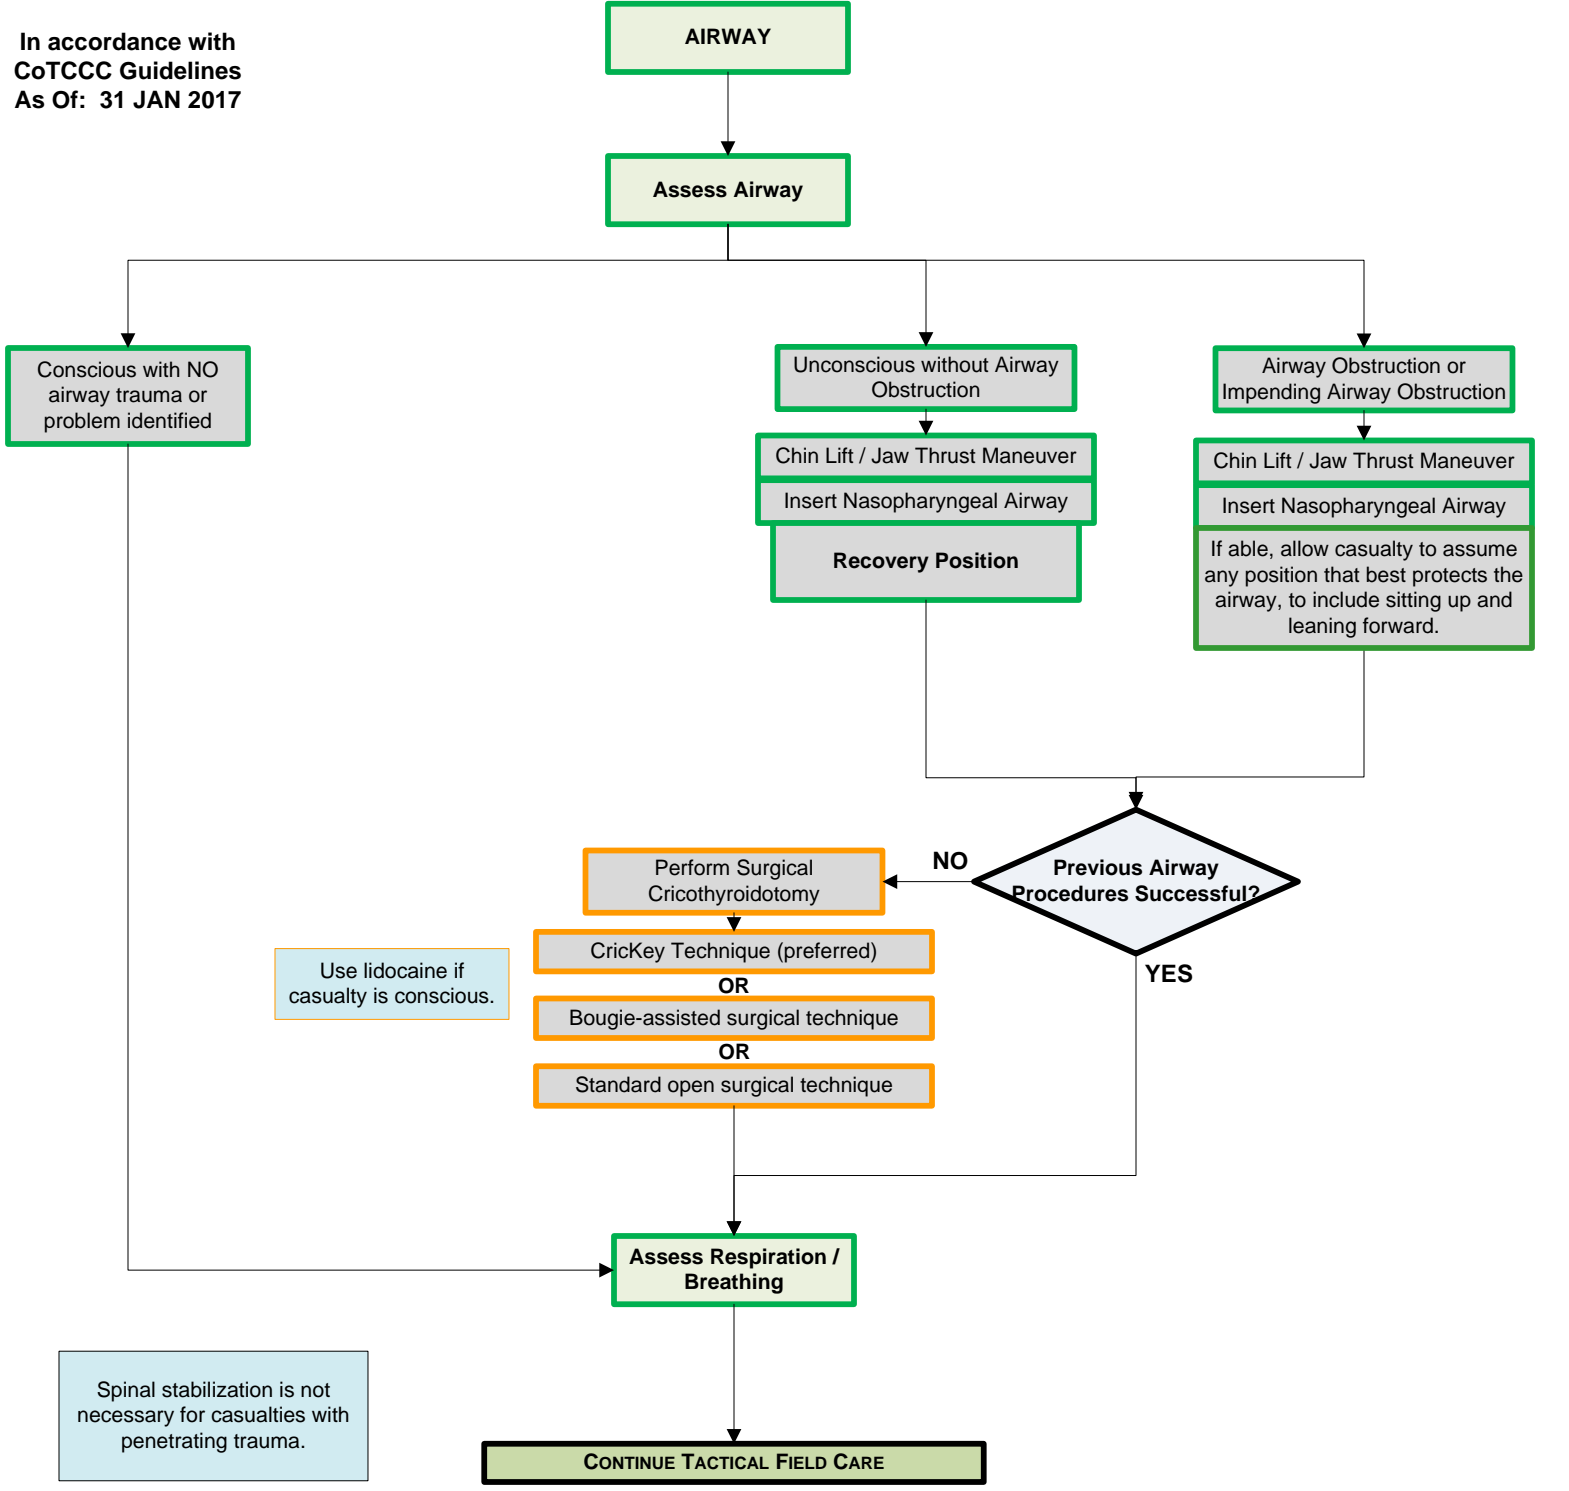 In accordance with
CoTCCC Guidelines
As Of:  31 JAN 2017
AIRWAY
Assess Airway
Conscious with NO
airway trauma or
problem identified
Unconscious without Airway
Obstruction
Chin Lift / Jaw Thrust Maneuver
Insert Nasopharyngeal Airway
Recovery Position
Airway Obstruction or
Impending Airway Obstruction
Chin Lift / Jaw Thrust Maneuver
Insert Nasopharyngeal Airway
If able, allow casualty to assume
any position that best protects the
airway, to include sitting up and
leaning forward.
Previous Airway
Procedures Successful?
NO
YES
Perform Surgical
Cricothyroidotomy
CricKey Technique (preferred)
OR
Bougie-assisted surgical technique
OR
Standard open surgical technique
Use lidocaine if
casualty is conscious.
Assess Respiration /
Breathing
Spinal stabilization is not
necessary for casualties with
penetrating trauma.
CONTINUE TACTICAL FIELD CARE